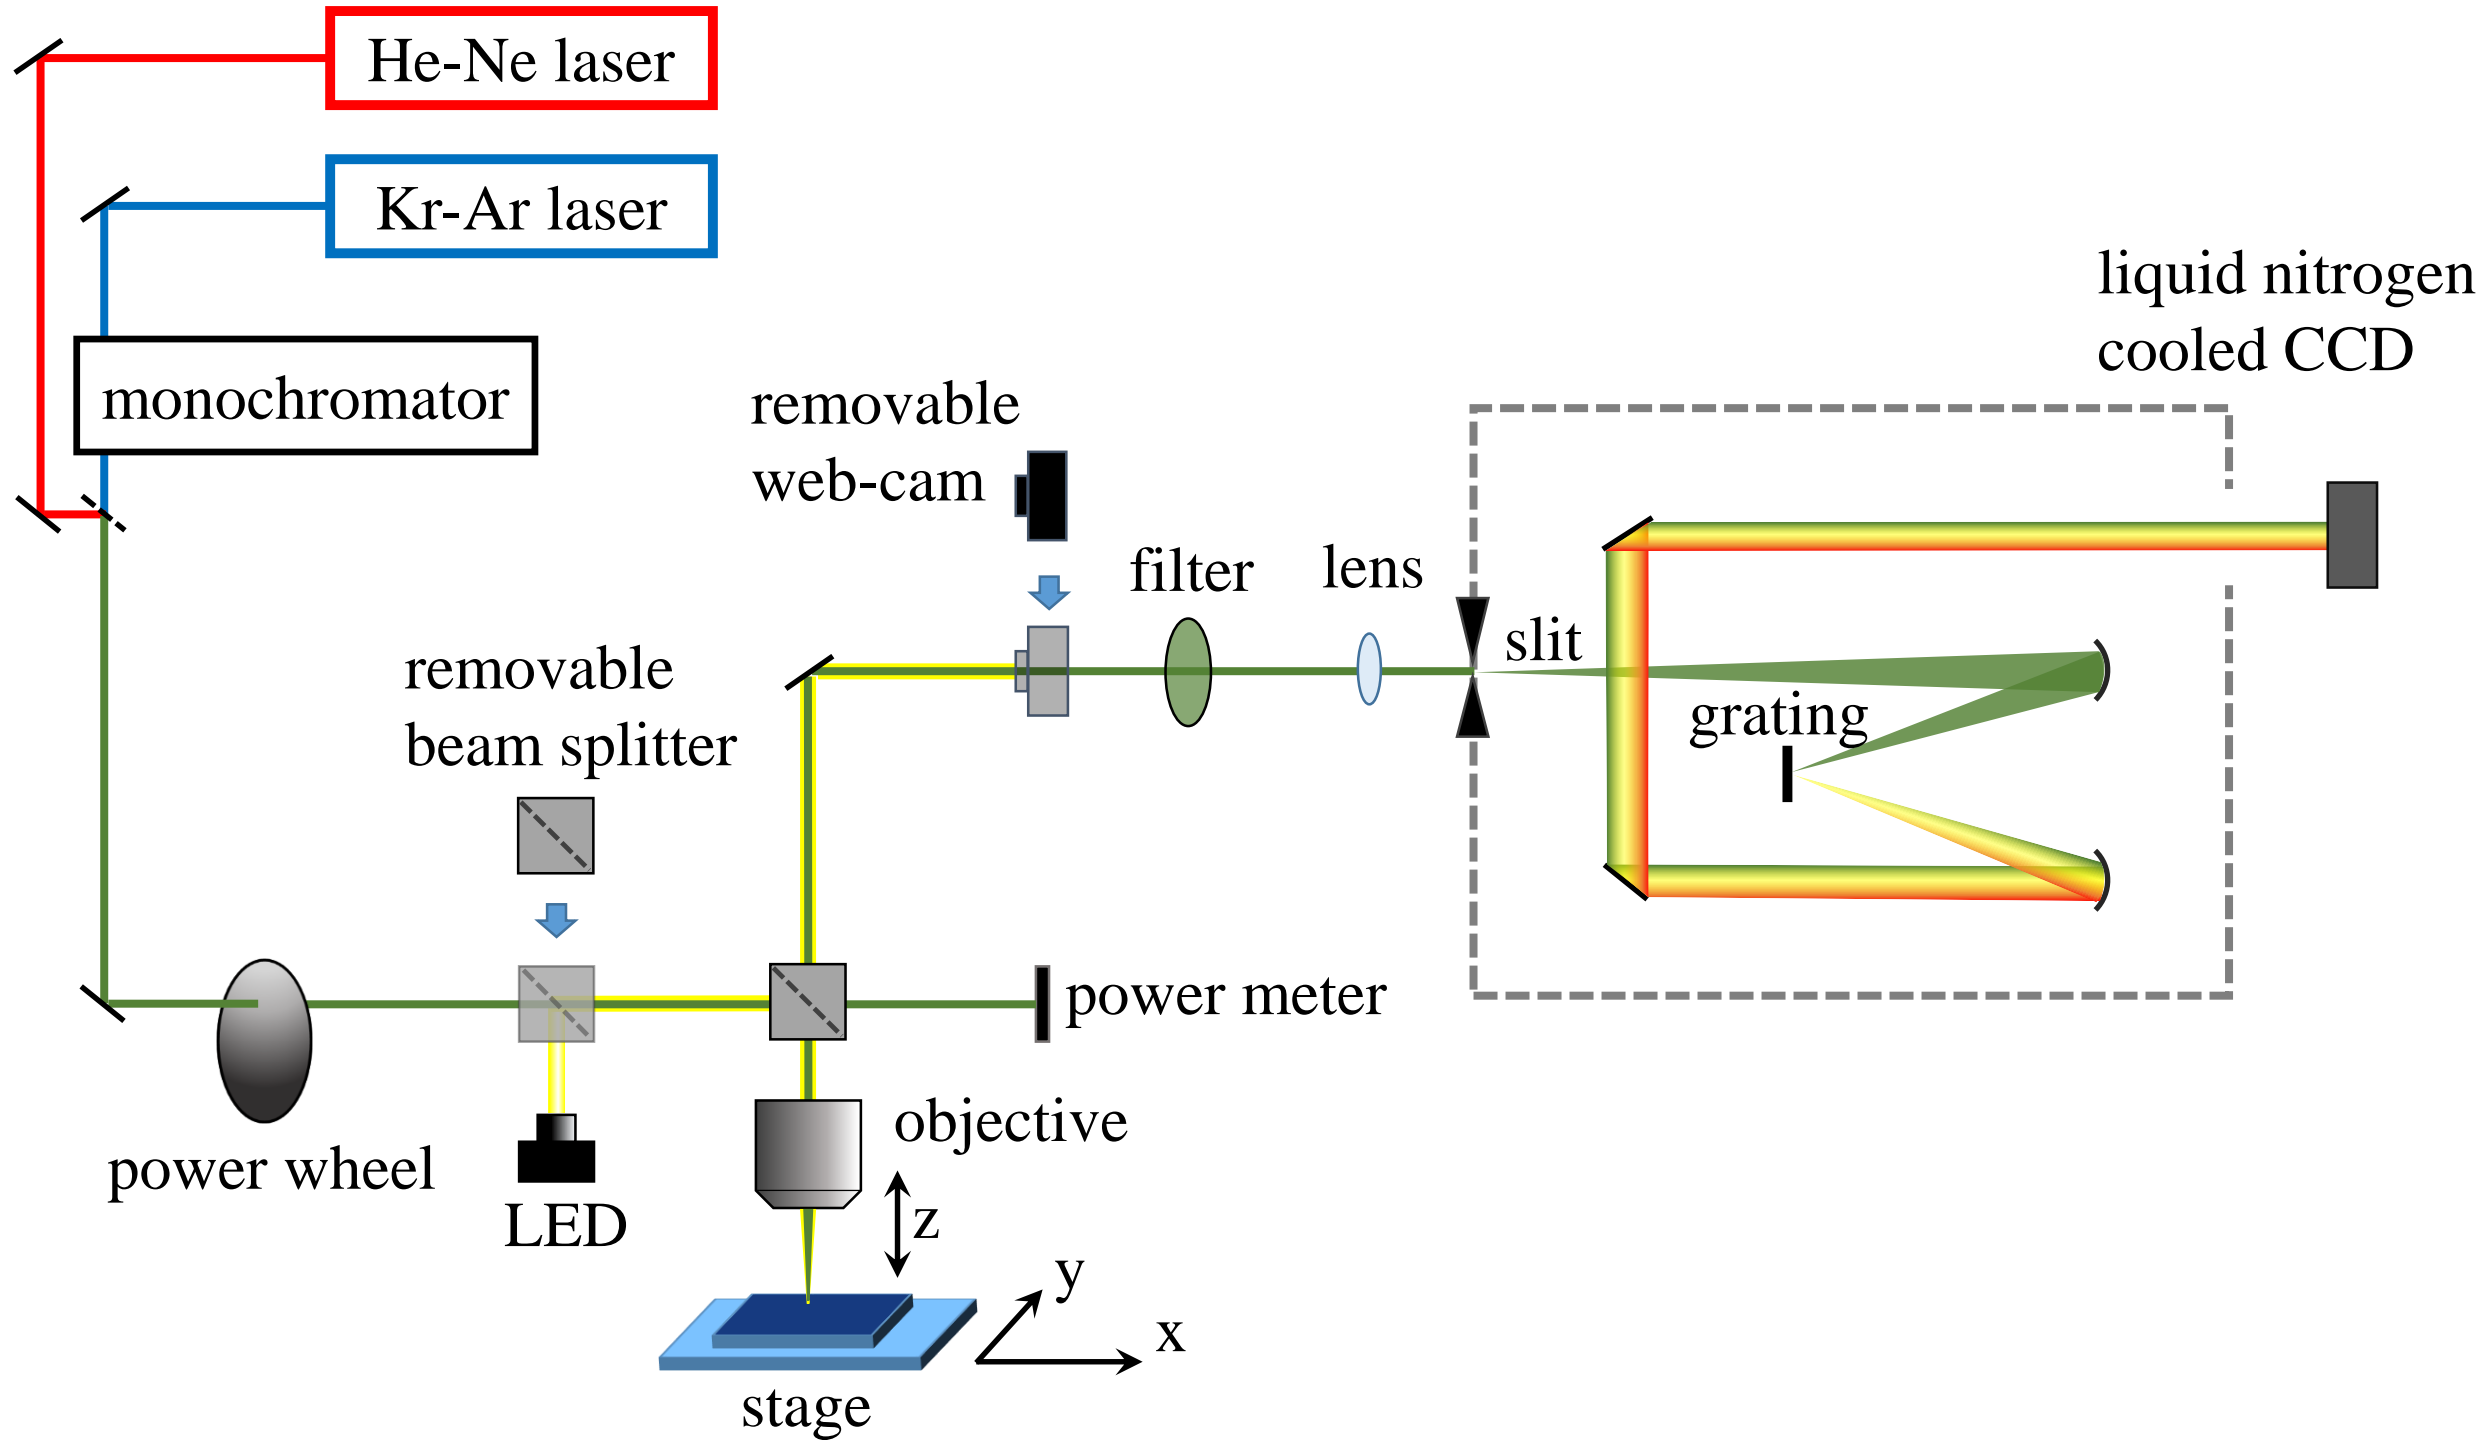 He-Ne laser
Kr-Ar laser
monochromator
liquid nitrogen
cooled CCD
removable
web-cam
filter
lens
slit
grating
removable
beam splitter
power meter
power wheel
LED
objective
z
y
x
stage